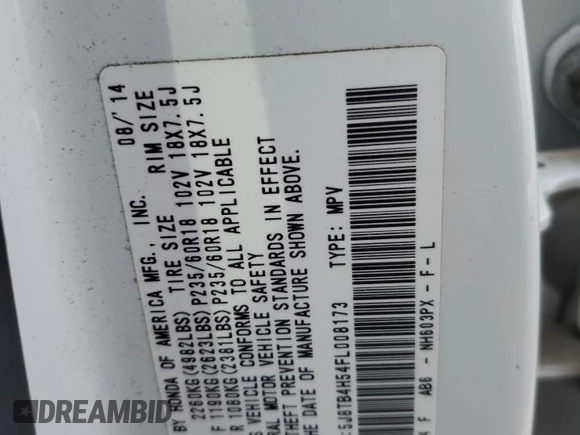 BY HONDA OF AMERICA MFG., INC. 08/'14
2260KG(4982LBS) TIRE SIZE RIM SIZE
F 1190KG(2623LBS)P235/60R18 102V 18X7.5J
R 1080KG(2381LBS)P235/60R18 102V 18X7.5J
VEHICLE CONFORMS TO ALL APPLICABLE
MOTOR VEHICLE SAFETY
THEFT PREVENTION STANDARDS IN EFFECT
DATE OF MANUFACTURE SHOWN ABOVE.
5J8TB4H54FL008173 TYPE: MPV
F AB6 - NH603PX - F-L
DREAMBID